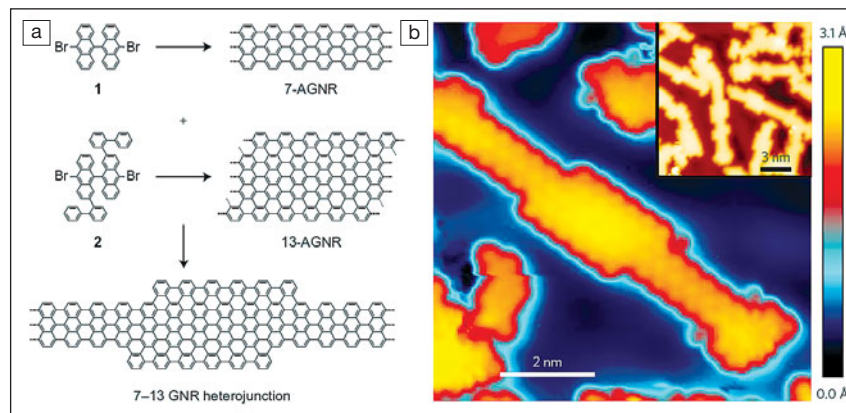 a
Br
Br
1
7-AGNR
+
Br
Br
2
13-AGNR
7–13 GNR heterojunction
b
3 nm
2 nm
3.1 Å
0.0 Å